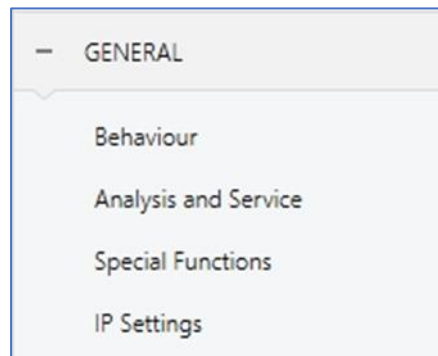 GENERAL
Behaviour
Analysis and Service
Special Functions
IP Settings